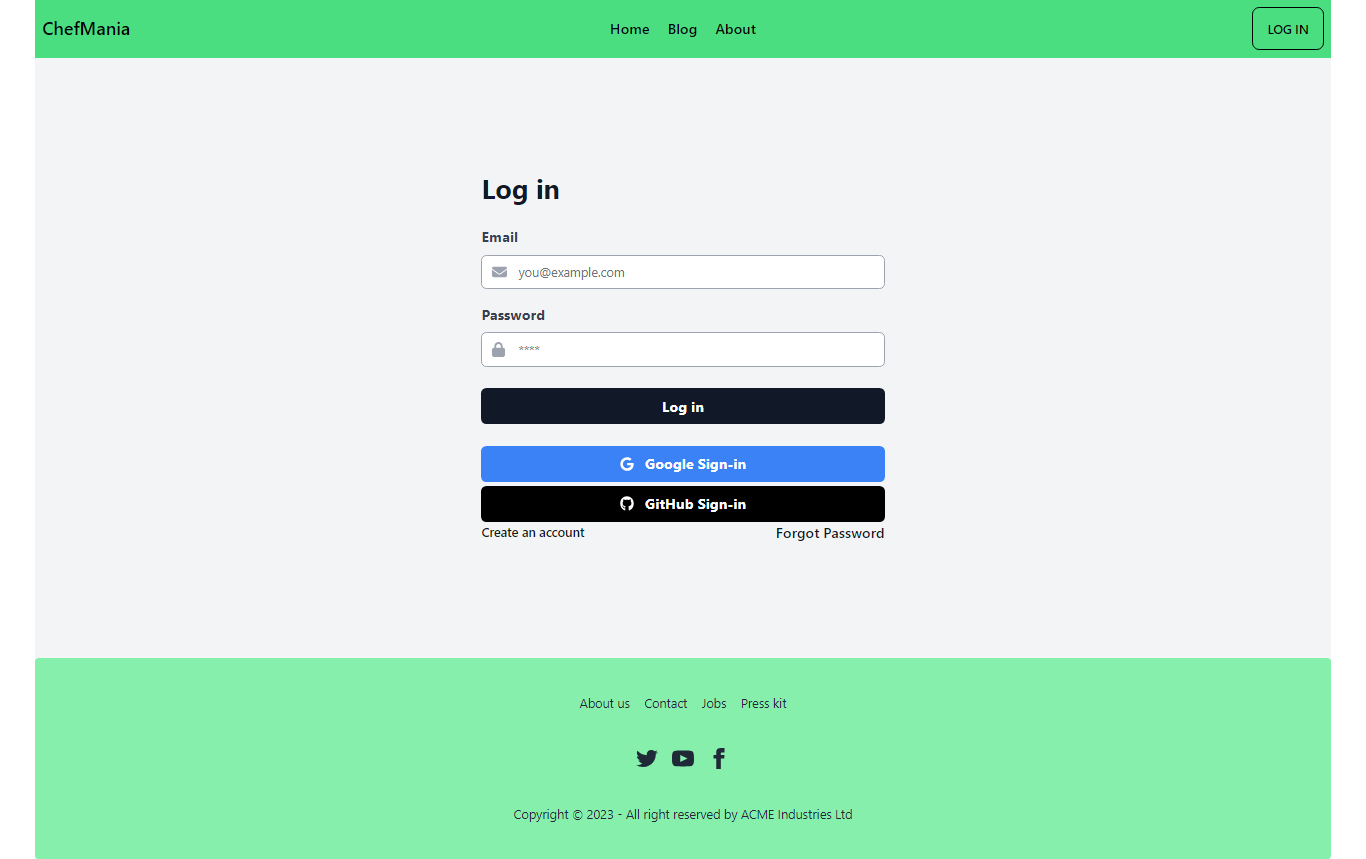 ChefMania
Home Blog About
LOG IN
Log in
Email
you@example.com
Password
****
Log in
Google Sign-in
GitHub Sign-in
Create an account
Forgot Password
About us Contact Jobs Press kit
Copyright © 2023 - All right reserved by ACME Industries Ltd